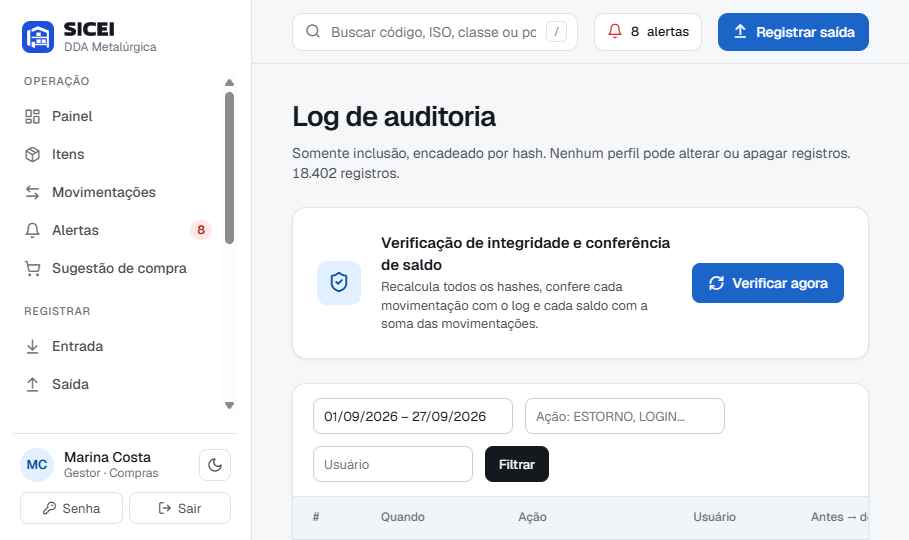 SICEI
DDA Metalúrgica
OPERAÇÃO
Painel
Itens
Movimentações
Alertas 8
Sugestão de compra
REGISTRAR
Entrada
Saída
MC Marina Costa
Gestor · Compras
Senha Sair
Buscar código, ISO, classe ou po /
8 alertas
Registrar saída
Log de auditoria
Somente inclusão, encadeado por hash. Nenhum perfil pode alterar ou apagar registros.
18.402 registros.
Verificação de integridade e conferência
de saldo
Recalcula todos os hashes, confere cada
movimentação com o log e cada saldo com a
soma das movimentações.
Verificar agora
01/09/2026 – 27/09/2026 Ação: ESTORNO, LOGIN...
Usuário Filtrar
# Quando Ação Usuário Antes → d